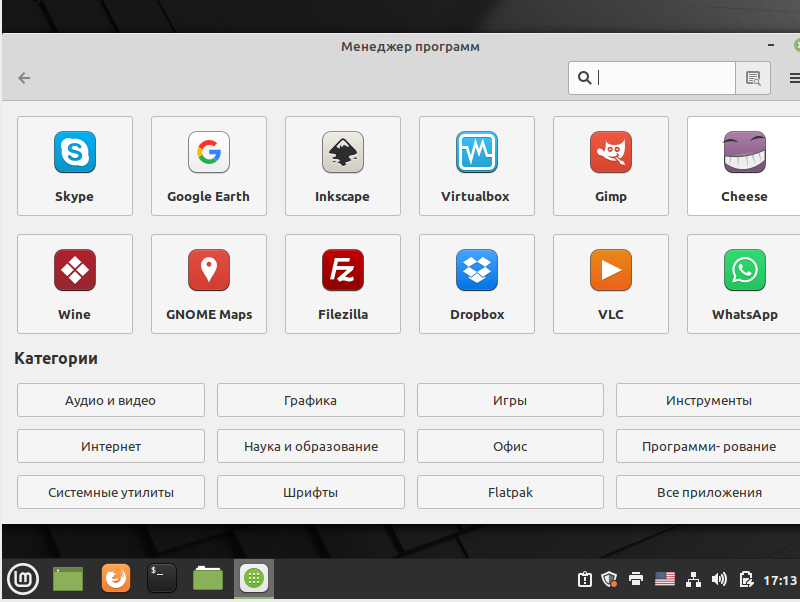 Менеджер программ
Skype
Google Earth
Inkscape
Virtualbox
Gimp
Cheese
Wine
GNOME Maps
Filezilla
Dropbox
VLC
WhatsApp
Категории
Аудио и видео
Графика
Игры
Инструменты
Интернет
Наука и образование
Офис
Программи- рование
Системные утилиты
Шрифты
Flatpak
Все приложения
17:13